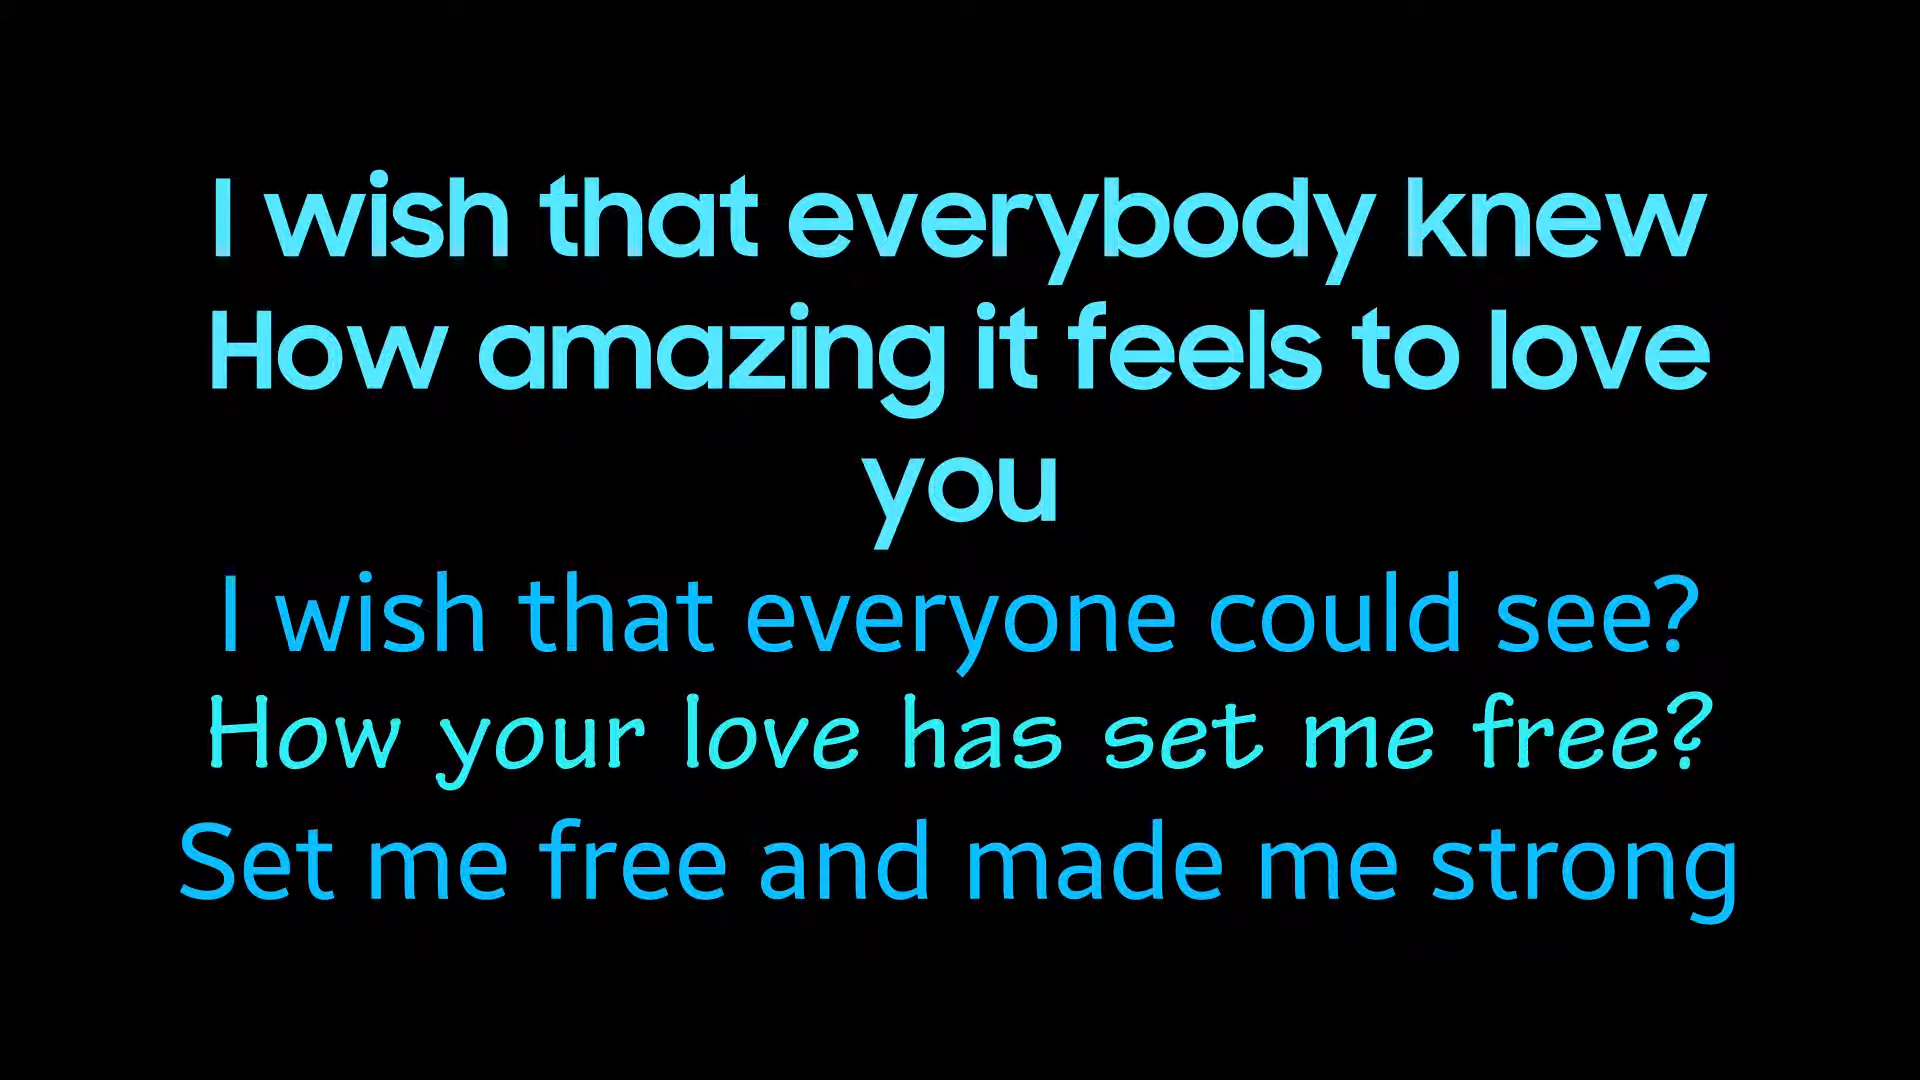 I wish that everybody knew
How amazing it feels to love
you
I wish that everyone could see?
How your love has set me free?
Set me free and made me strong